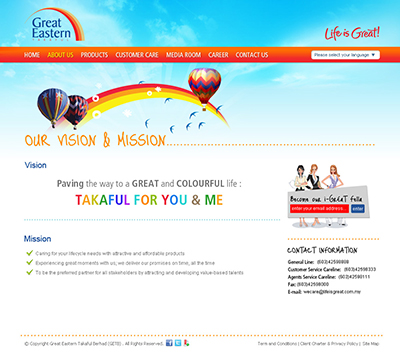 Great
Eastern
TAKAFUL
Life is Great!
HOME ABOUT US PRODUCTS CUSTOMER CARE MEDIA ROOM CAREER CONTACT US
Please select your language
OUR VISION & MISSION
Vision
Paving the way to a GREAT and COLOURFUL life :
TAKAFUL FOR YOU & ME
Mission
Caring for your lifecycle needs with attractive and affordable products
Experiencing great moments with us; we deliver our promises on time, all the time
To be the preferred partner for all stakeholders by attracting and developing value-based talents
Become our i-Great fella
enter your email address enter
CONTACT INFORMATION
General Line: (603)42598888
Customer Service Careline: (603)42598333
Agents Service Careline: (603)42590111
Fax: (603)42598000
E-mail: wecare@lifeisgreat.com.my
© Copyright Great Eastern Takaful Berhad (GETB) . All Rights Reserved.
Term and Conditions | Client Charter & Privacy Policy | Site Map